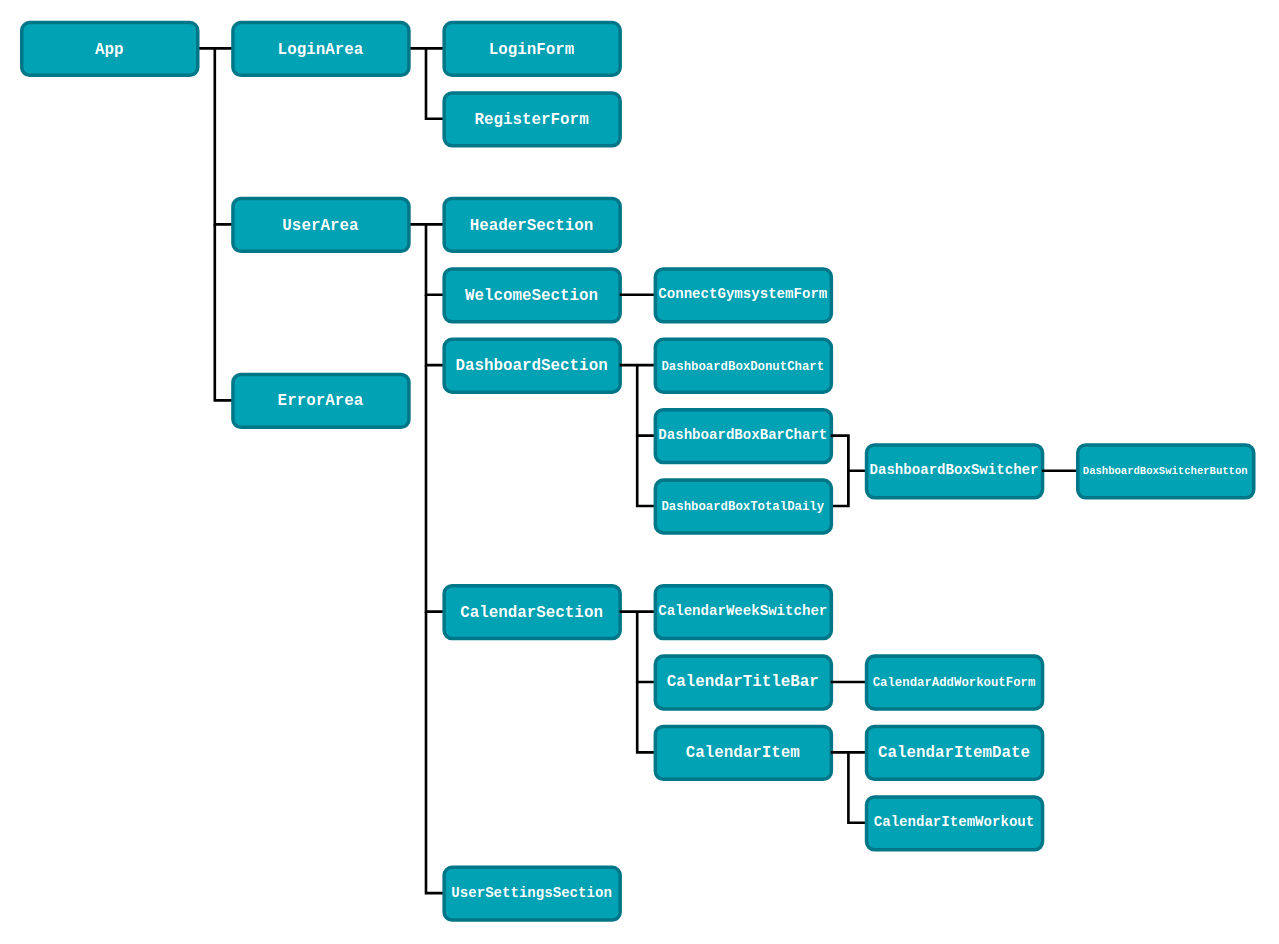 App
LoginArea
LoginForm
RegisterForm
UserArea
HeaderSection
WelcomeSection
ConnectGymsystemForm
DashboardSection
DashboardBoxDonutChart
ErrorArea
DashboardBoxBarChart
DashboardBoxSwitcher
DashboardBoxSwitcherButton
DashboardBoxTotalDaily
CalendarSection
CalendarWeekSwitcher
CalendarTitleBar
CalendarAddWorkoutForm
CalendarItem
CalendarItemDate
CalendarItemWorkout
UserSettingsSection